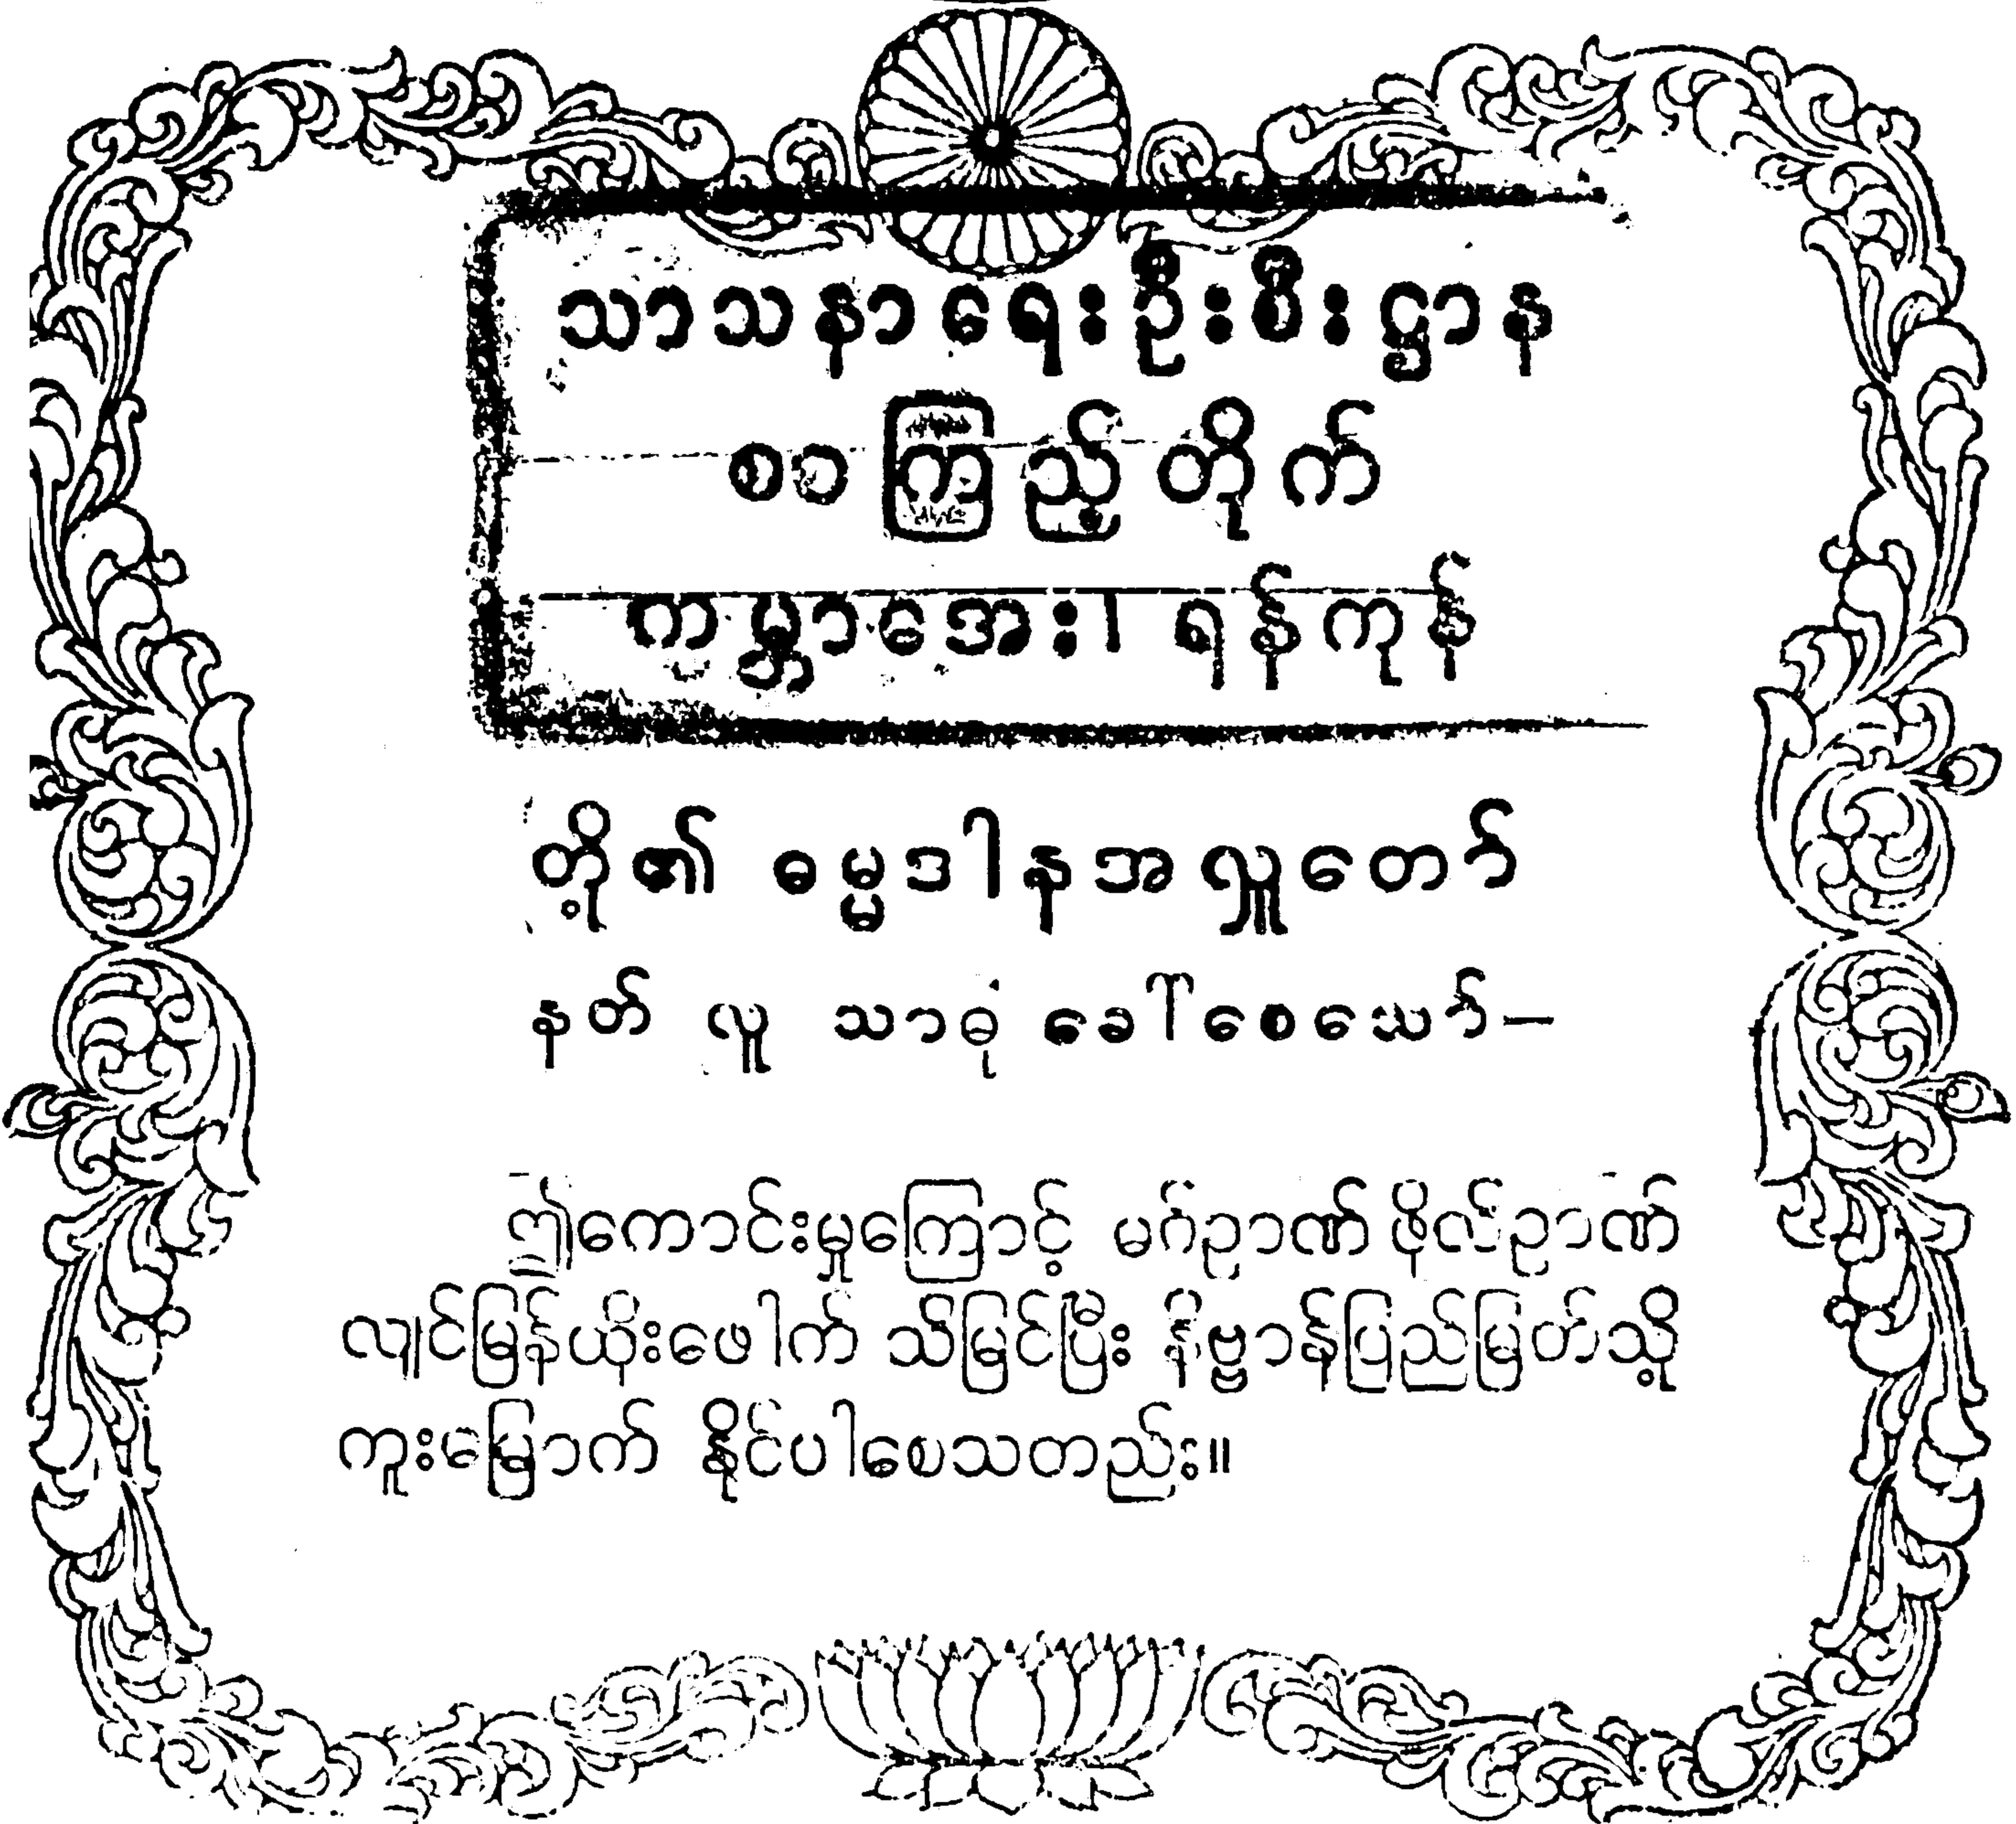 သာသနာရေးဦးစီးဌာန
စာကြည့်တိုက်
ကမ္ဘာအေး၊ ရန်ကုန်
တို့၏ ဓမ္မဒါနအလှူတော်
နတ် လူ သာဓု ခေါ်စေသော်—
ဤကောင်းမှုကြောင့် မဂ်ဉာဏ် ဖိုလ်ဉာဏ်
လျင်မြန်ထိုးဖေါက် သိမြင်ပြီး နိဗ္ဗာန်ပြည်မြတ်သို့
ကူးမြောက် နိုင်ပါစေသတည်း။